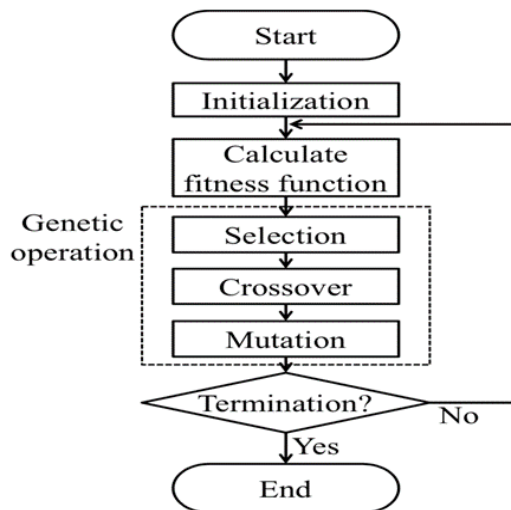 Start
Initialization
Calculate
fitness function
Genetic
operation
Selection
Crossover
Mutation
Termination?
No
Yes
End